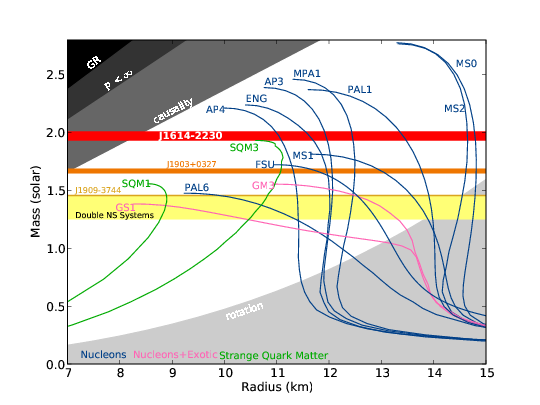 GR
P < ∞
causality
MPA1
AP3
PAL1
ENG
AP4
MS0
MS2
J1614-2230
SQM3
MS1
FSU
J1903+0327
SQM1
PAL6
GM3
J1909-3744
GS1
Double NS Systems
rotation
Nucleons Nucleons+Exotic Strange Quark Matter
Mass (solar)
0.0
0.5
1.0
1.5
2.0
2.5
7 8 9 10 11 12 13 14 15
Radius (km)